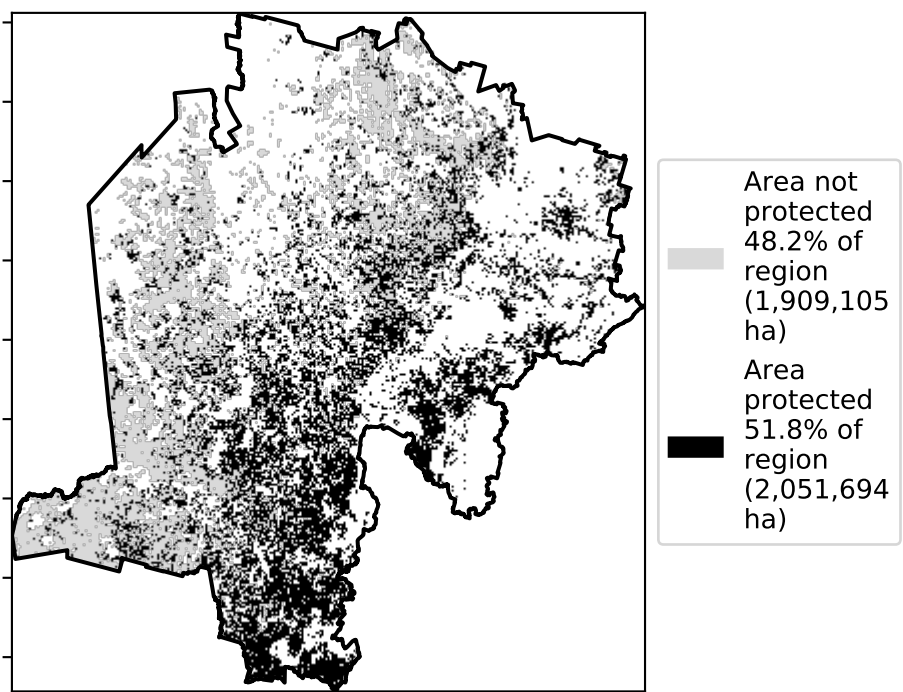 Area not
protected
48.2% of
region
(1,909,105
ha)
Area
protected
51.8% of
region
(2,051,694
ha)